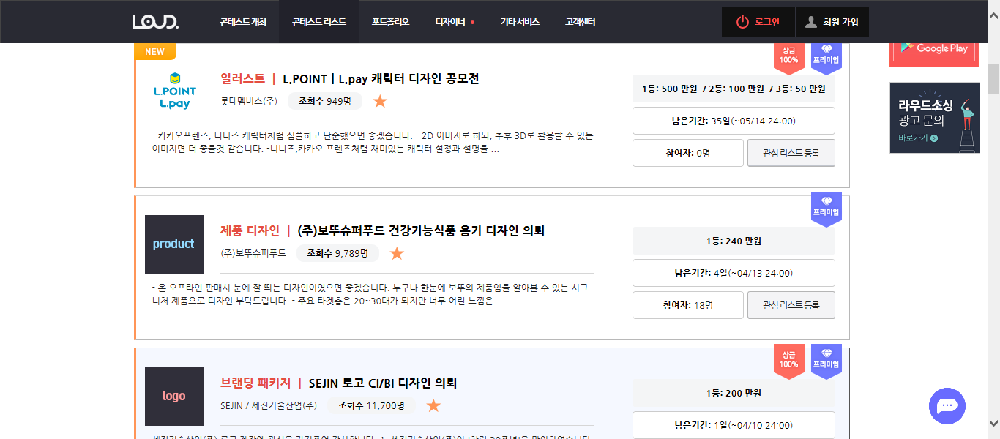 LOUD.
콘테스트 개최
콘테스트 리스트
포트폴리오
디자이너
기타 서비스
고객센터
로그인
회원 가입
NEW
상금
100%
프리미엄
L.POINT
L.pay
일러스트 | L.POINT | L.pay 캐릭터 디자인 공모전
롯데멤버스(주)
조회수 949명
- 카카오프렌즈, 니니즈 캐릭터처럼 심플하고 단순했으면 좋겠습니다. - 2D 이미지로 하되, 추후 3D로 활용할 수 있는
이미지면 더 좋을것 같습니다. -니니즈,카카오 프렌즈처럼 재미있는 캐릭터 설정과 설명을 ...
1등: 500 만원 / 2등: 100 만원 / 3등: 50 만원
남은기간: 35일(~05/14 24:00)
참여자: 0명
관심 리스트 등록
프리미엄
product
제품 디자인 | (주)보뚜슈퍼푸드 건강기능식품 용기 디자인 의뢰
(주)보뚜슈퍼푸드
조회수 9,789명
- 온 오프라인 판매시 눈에 잘 띄는 디자인이였으면 좋겠습니다. 누구나 한눈에 보뚜의 제품임을 알아볼 수 있는 시그
니처 제품으로 디자인 부탁드립니다. - 주요 타겟층은 20~30대가 되지만 너무 어린 느낌은...
1등: 240 만원
남은기간: 4일(~04/13 24:00)
참여자: 18명
관심 리스트 등록
상금
100%
프리미엄
logo
브랜딩 패키지 | SEJIN 로고 CI/BI 디자인 의뢰
SEJIN / 세진기술산업(주)
조회수 11,700명
1등: 200 만원
남은기간: 1일(~04/10 24:00)
Google Play
라우드소싱
광고 문의
바로가기